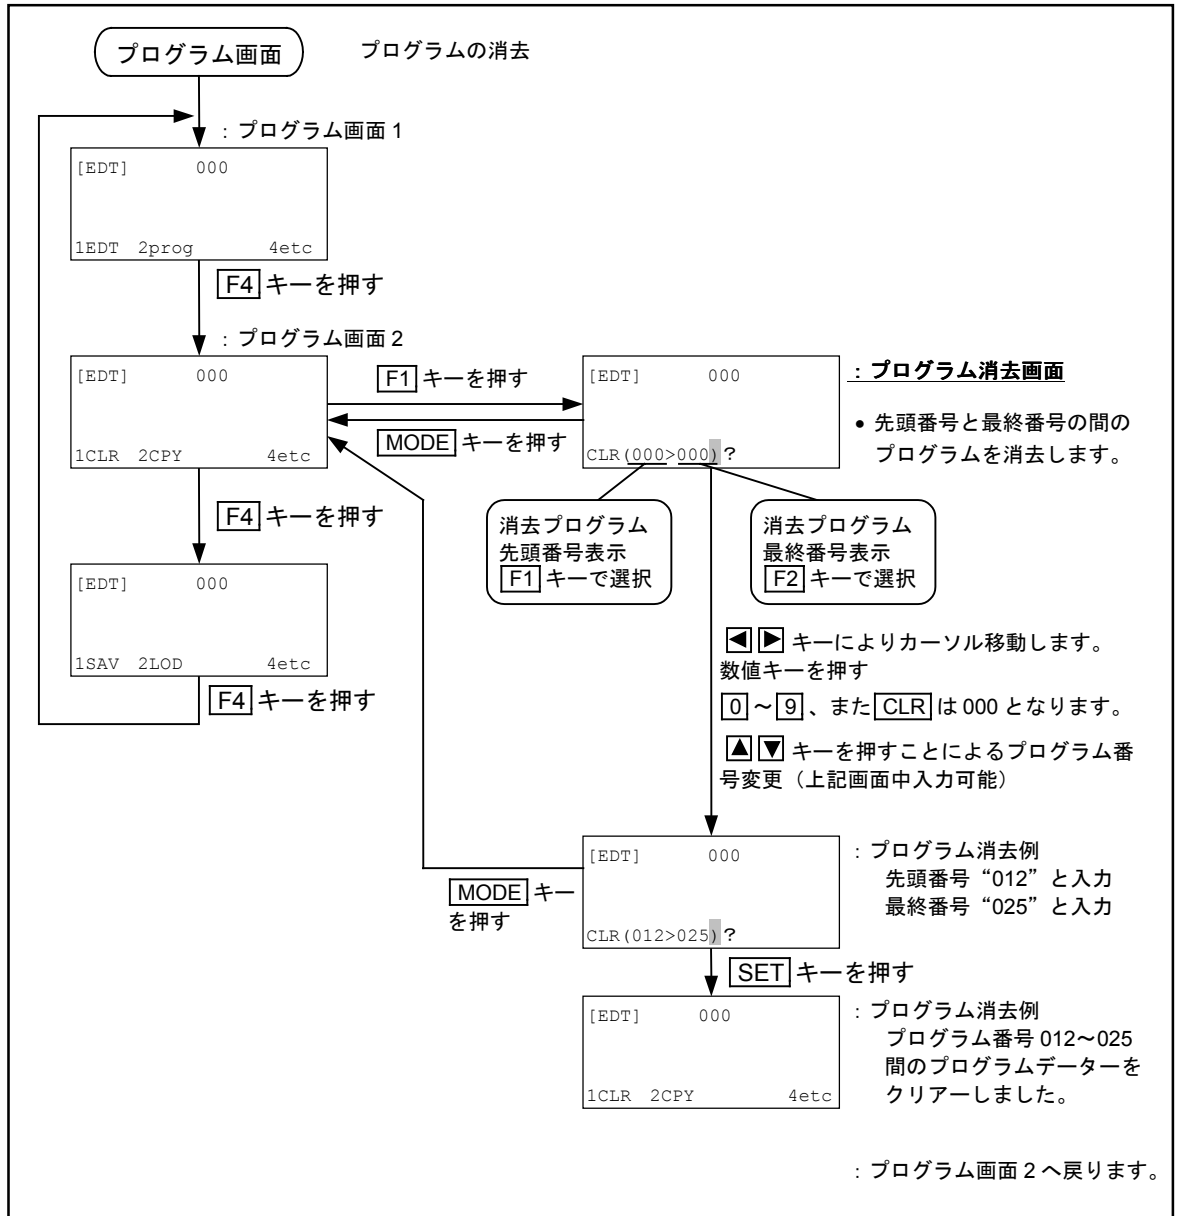 プログラム画面
プログラムの消去
: プログラム画面 1
[EDT] 000
1EDT 2prog 4etc
F4 キーを押す
: プログラム画面 2
[EDT] 000
1CLR 2CPY 4etc
F1 キーを押す
MODE キーを押す
[EDT] 000
CLR(000>000)?
: プログラム消去画面
• 先頭番号と最終番号の間の
プログラムを消去します。
F4 キーを押す
消去プログラム
先頭番号表示
F1 キーで選択
消去プログラム
最終番号表示
F2 キーで選択
[EDT] 000
1SAV 2LOD 4etc
F4 キーを押す
◀ ▶ キーによりカーソル移動します。
数値キーを押す
0 ～ 9 、また CLR は 000 となります。
▲ ▼ キーを押すことによるプログラム番
号変更（上記画面中入力可能）
[EDT] 000
CLR(012>025)?
: プログラム消去例
先頭番号“012”と入力
最終番号“025”と入力
MODE キー
を押す
SET キーを押す
[EDT] 000
1CLR 2CPY 4etc
: プログラム消去例
プログラム番号 012～025
間のプログラムデーターを
クリアーしました。
: プログラム画面 2 へ戻ります。